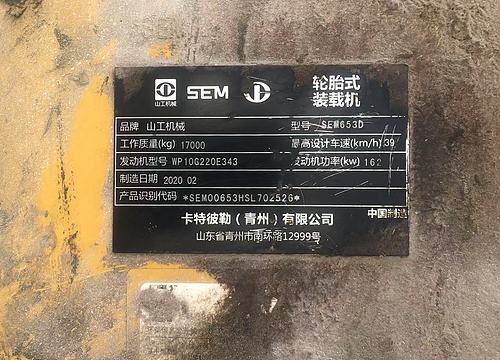 山工机械
SEM
轮胎式
装载机
品牌 山工机械 型号 SEM653D
工作质量(kg) 17000 最高设计车速(km/h) 39
发动机型号 WP10G220E343 发动机功率(kw) 162
制造日期 2020 02
产品识别代码 *SEM00653HSL702526*
卡特彼勒（青州）有限公司
中国制造
山东省青州市南环路12999号